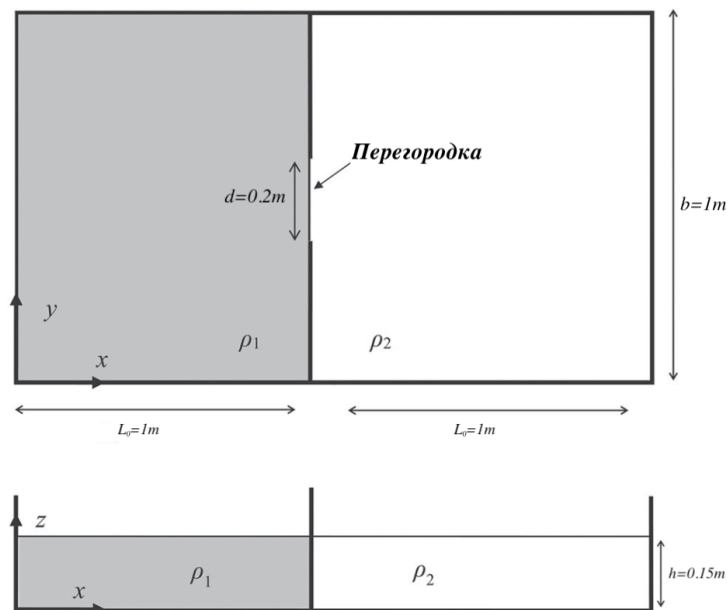 Перегородка
d=0.2m
b=1m
y
ρ1
ρ2
x
L₀=1m
L₀=1m
z
ρ1
ρ2
h=0.15m
x